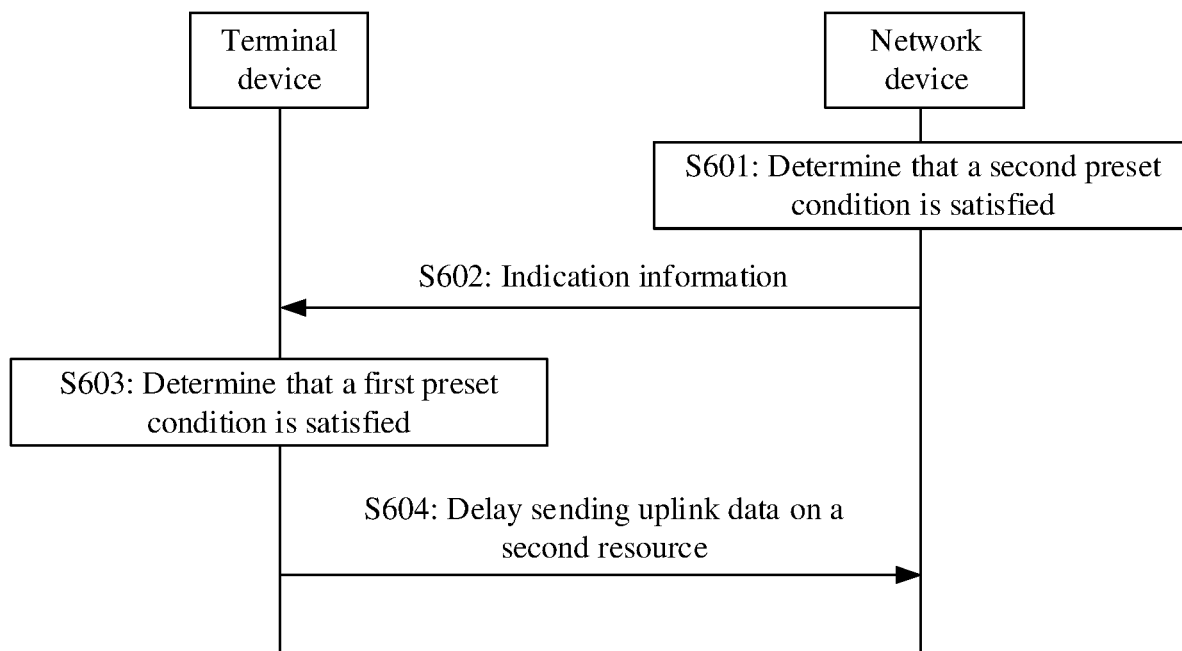 Terminal
device
Network
device
S601: Determine that a second preset
condition is satisfied
S602: Indication information
S603: Determine that a first preset
condition is satisfied
S604: Delay sending uplink data on a
second resource